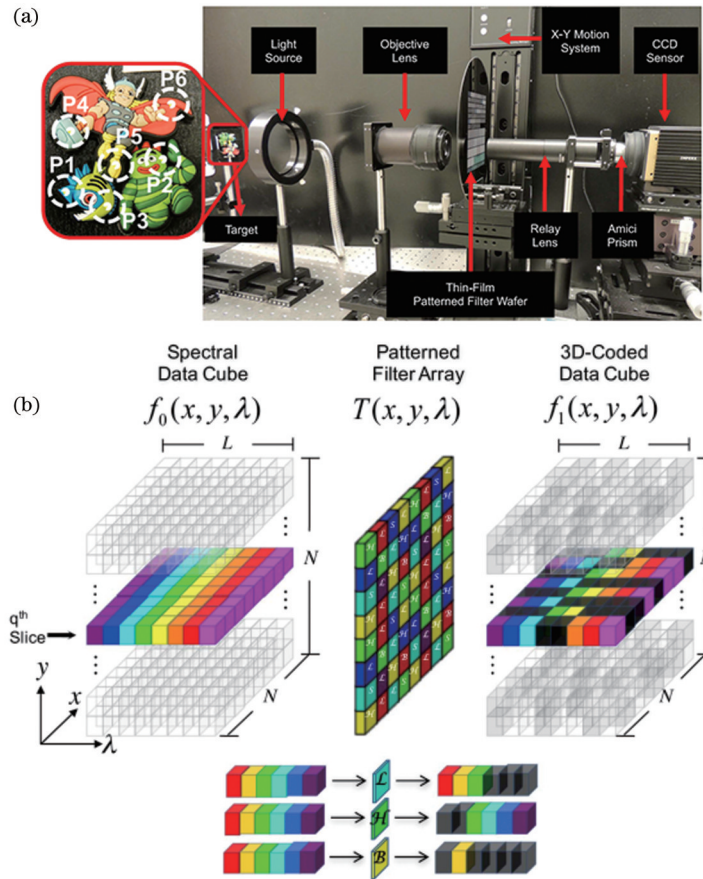 (a)
Light
Source
Objective
Lens
X-Y Motion
System
CCD
Sensor
P4
P6
P5
P1
P2
P3
Target
Thin-Film
Patterned Filter Wafer
Relay
Lens
Amici
Prism
(b)
Spectral
Data Cube
Patterned
Filter Array
3D-Coded
Data Cube
f₀(x, y, λ)
T(x, y, λ)
f₁(x, y, λ)
L
L
N
qᵗʰ
Slice
y
x
λ
N
N
ℒ
ℋ
ℬ